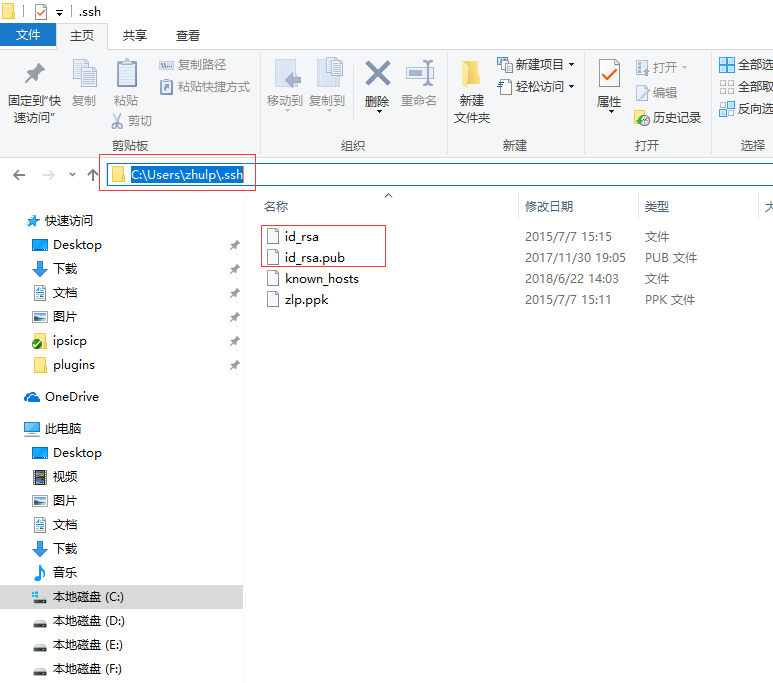 .ssh
文件 主页 共享 查看
固定到“快速访问”
复制
粘贴
复制路径
粘贴快捷方式
剪切
剪贴板
移动到
复制到
删除
重命名
组织
新建文件夹
新建项目
轻松访问
新建
属性
打开
编辑
历史记录
打开
全部选
全部取
反向选
选择
C:\Users\zhulp\.ssh
快速访问
Desktop
下载
文档
图片
ipsicp
plugins
OneDrive
此电脑
Desktop
视频
图片
文档
下载
音乐
本地磁盘 (C:)
本地磁盘 (D:)
本地磁盘 (E:)
本地磁盘 (F:)
名称 修改日期 类型 大
id_rsa 2015/7/7 15:15 文件
id_rsa.pub 2017/11/30 19:05 PUB 文件
known_hosts 2018/6/22 14:03 文件
zlp.ppk 2015/7/7 15:11 PPK 文件